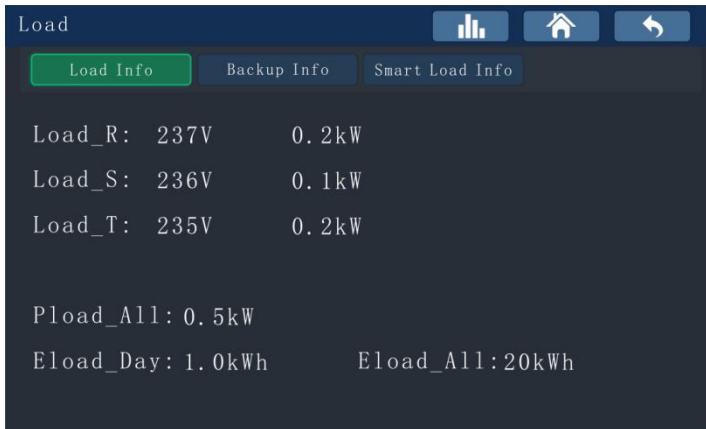 Load
Load Info Backup Info Smart Load Info
Load_R: 237V 0.2kW
Load_S: 236V 0.1kW
Load_T: 235V 0.2kW
Pload_All: 0.5kW
Eload_Day: 1.0kWh Eload_All: 20kWh